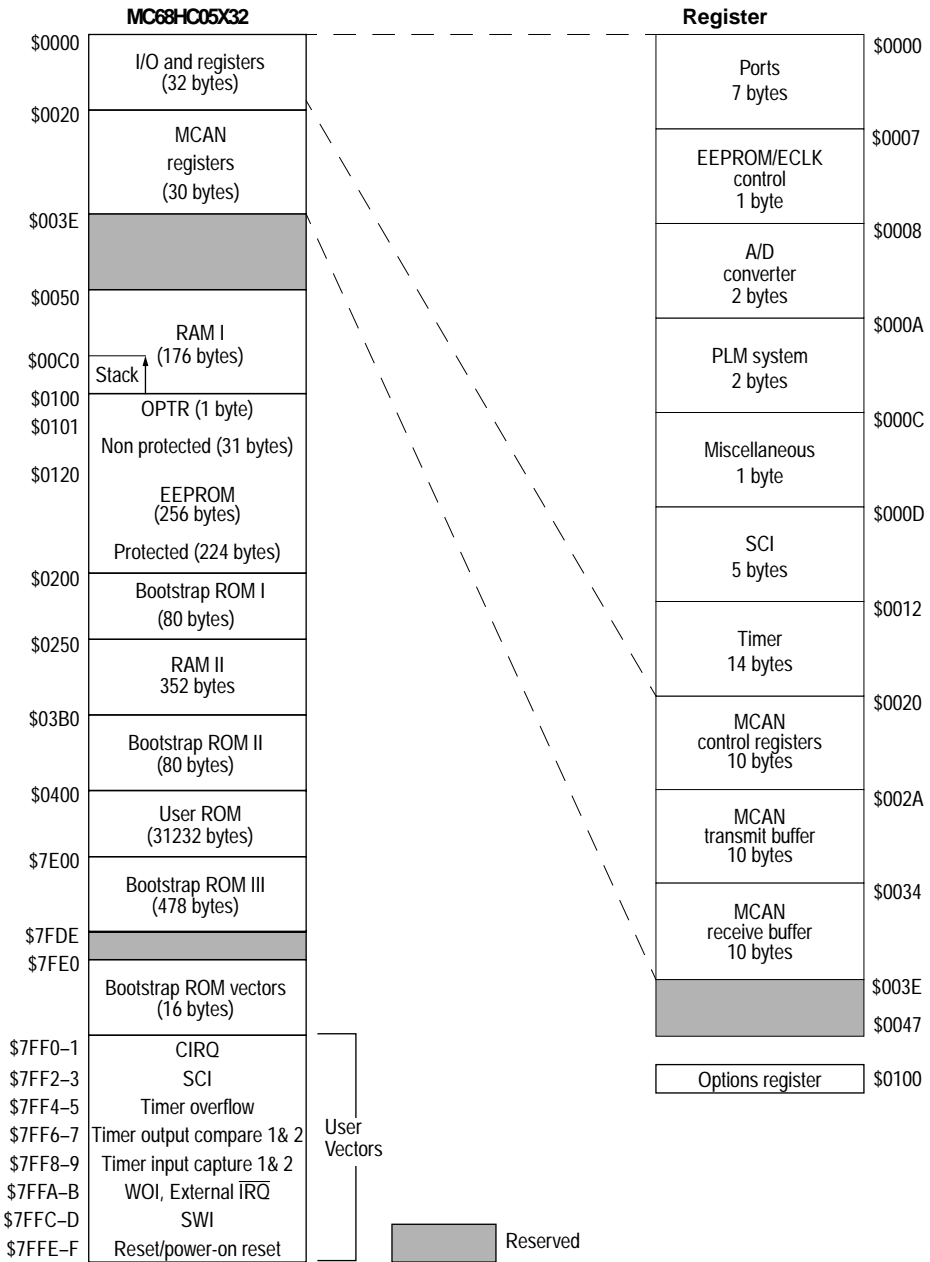 MC68HC05X32
$0000
I/O and registers
(32 bytes)
$0020
MCAN
registers
(30 bytes)
$003E
$0050
RAM I
(176 bytes)
$00C0
Stack
$0100
OPTR (1 byte)
$0101
Non protected (31 bytes)
$0120
EEPROM
(256 bytes)
Protected (224 bytes)
$0200
Bootstrap ROM I
(80 bytes)
$0250
RAM II
352 bytes
$03B0
Bootstrap ROM II
(80 bytes)
$0400
User ROM
(31232 bytes)
$7E00
Bootstrap ROM III
(478 bytes)
$7FDE
$7FE0
Bootstrap ROM vectors
(16 bytes)
$7FF0–1 CIRQ
$7FF2–3 SCI
$7FF4–5 Timer overflow
$7FF6–7 Timer output compare 1& 2
$7FF8–9 Timer input capture 1& 2
$7FFA–B WOI, External IRQ
$7FFC–D SWI
$7FFE–F Reset/power-on reset
User
Vectors
Reserved
Register
$0000
Ports
7 bytes
$0007
EEPROM/ECLK
control
1 byte
$0008
A/D
converter
2 bytes
$000A
PLM system
2 bytes
$000C
Miscellaneous
1 byte
$000D
SCI
5 bytes
$0012
Timer
14 bytes
$0020
MCAN
control registers
10 bytes
$002A
MCAN
transmit buffer
10 bytes
$0034
MCAN
receive buffer
10 bytes
$003E
$0047
Options register $0100